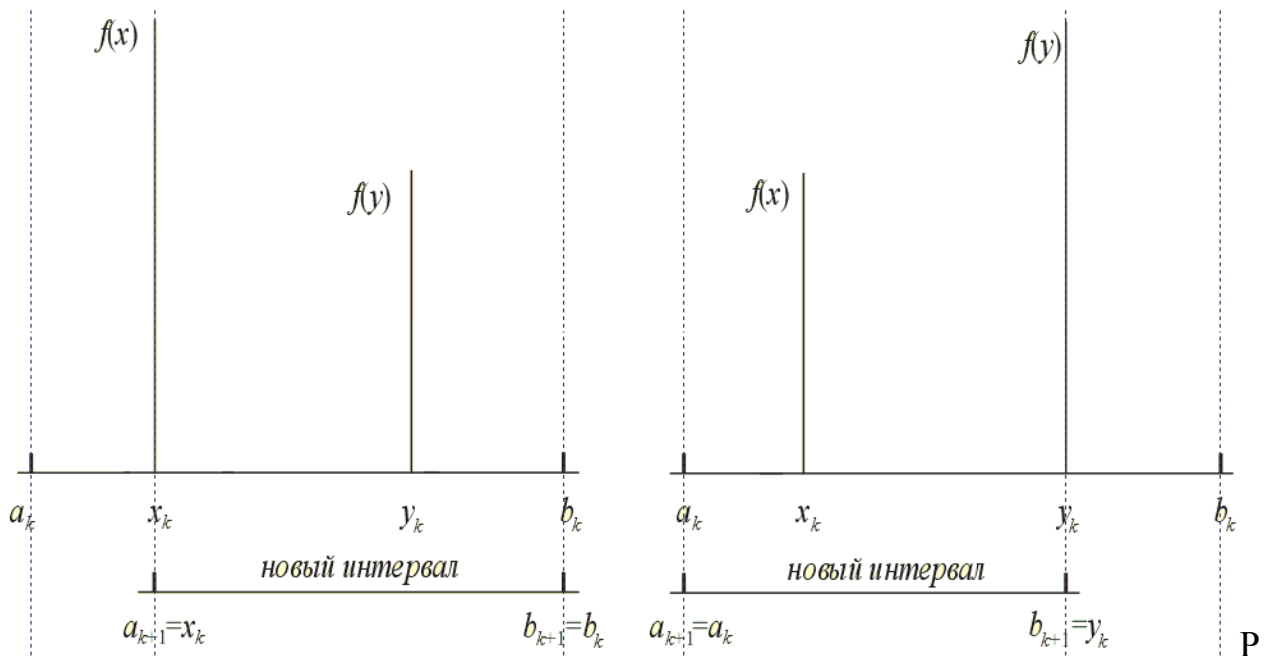 f(x)
f(y)
f(y)
f(x)
a_k x_k y_k b_k a_k x_k y_k b_k
новый интервал новый интервал
a_{k+1}=x_k b_{k+1}=b_k a_{k+1}=a_k b_{k+1}=y_k
Р